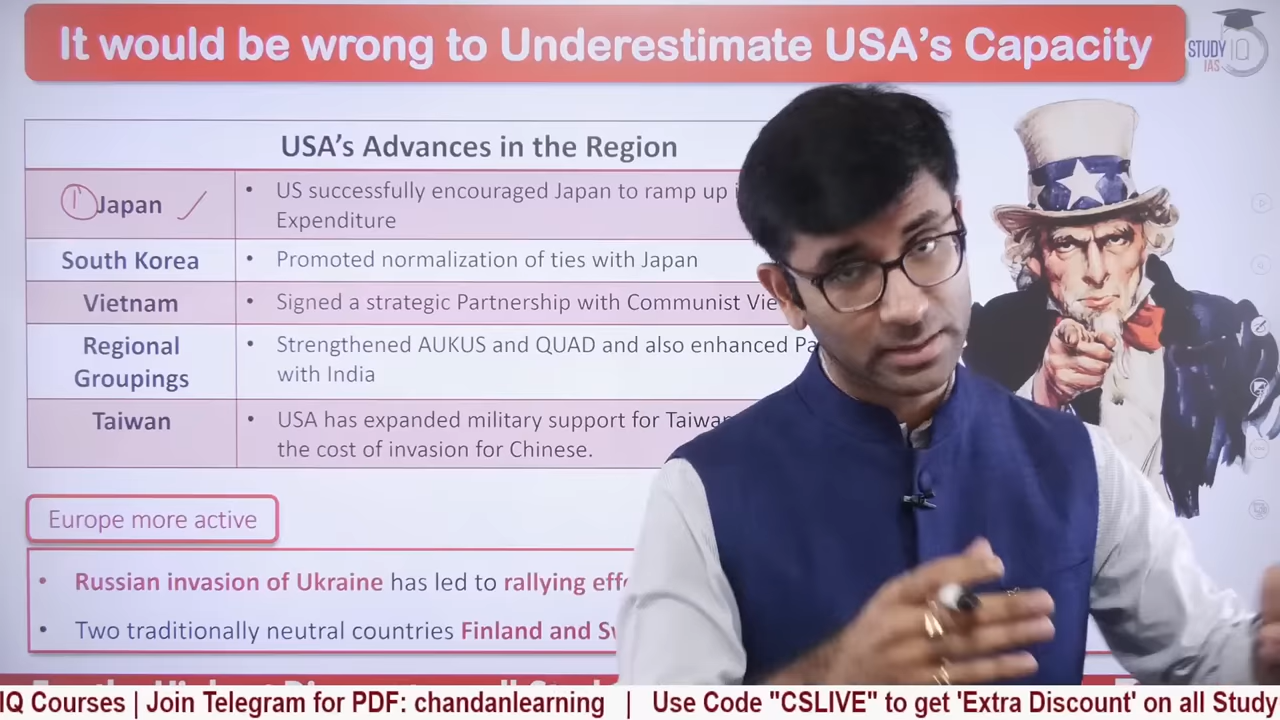 It would be wrong to Underestimate USA's Capacity
STUDY IQ
IAS
USA's Advances in the Region
1 Japan
• US successfully encouraged Japan to ramp up
Expenditure
South Korea
• Promoted nomalization of ties with Japan
Vietnam
• Signed a strategic Partnership with Communist
Regional
Groupings
• Strengthened AUKUS and QUAD and also enhanced
with India
Taiwan
• USA has expanded military support for Taiwan
the cost of invasion for Chinese.
Europe more active
• Russian invasion of Ukraine has led to rallying
• Two traditionally neutral countries Finland and
IQ Courses | Join Telegram for PDF: chandanlearning | Use Code "CSLIVE" to get 'Extra Discount' on all Study